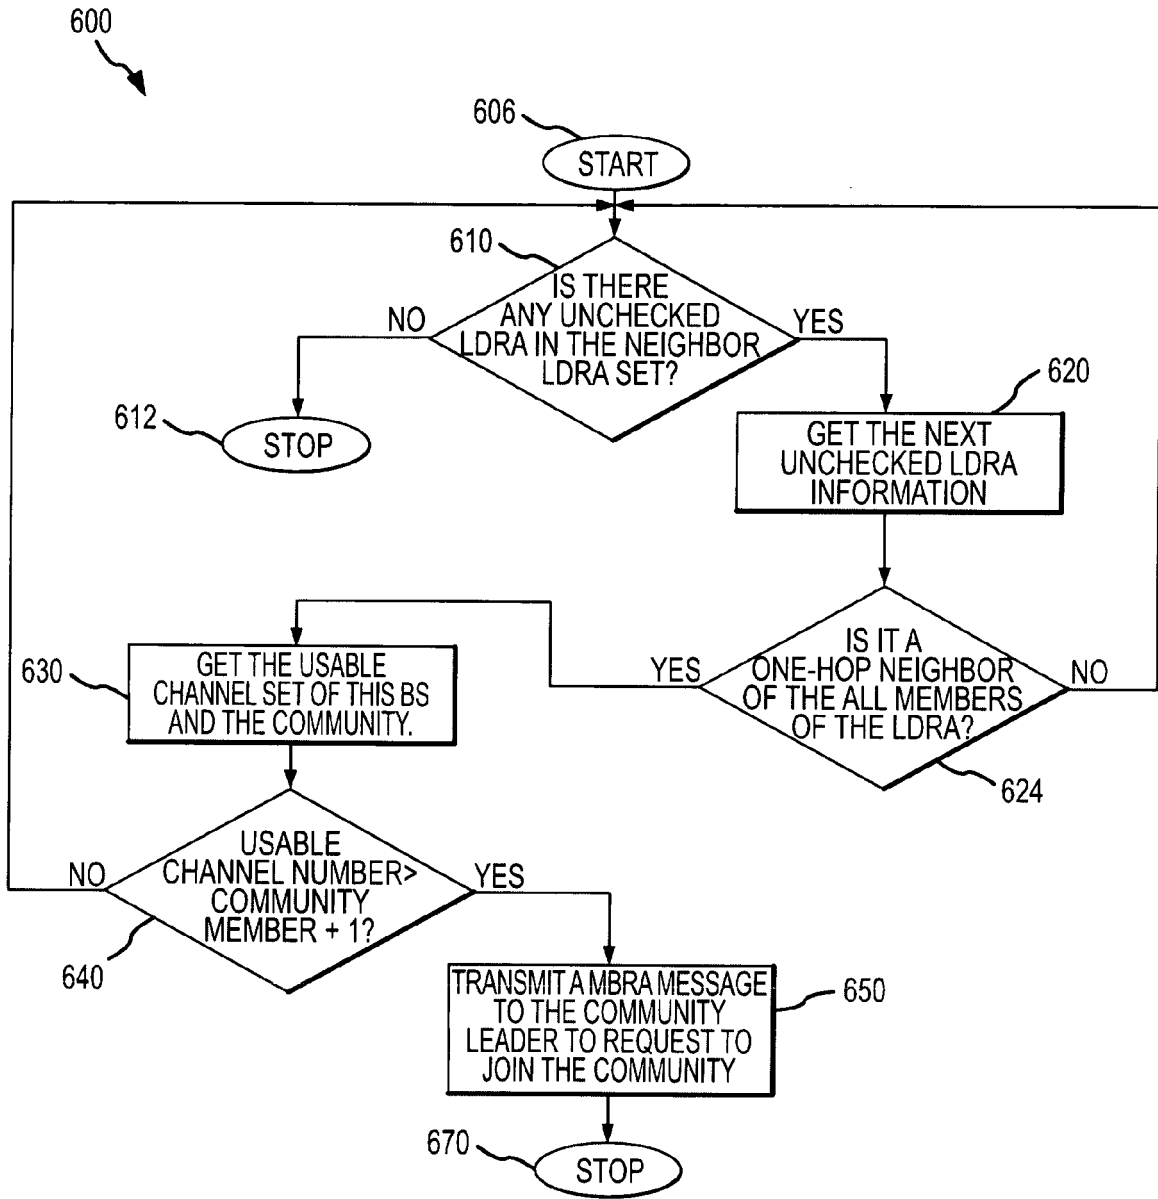 600
606
START
610
IS THERE
ANY UNCHECKED
LDRA IN THE NEIGHBOR
LDRA SET?
NO
YES
612
STOP
620
GET THE NEXT
UNCHECKED LDRA
INFORMATION
IS IT A
ONE-HOP NEIGHBOR
OF THE ALL MEMBERS
OF THE LDRA?
YES
NO
624
630
GET THE USABLE
CHANNEL SET OF THIS BS
AND THE COMMUNITY.
USABLE
CHANNEL NUMBER>
COMMUNITY
MEMBER + 1?
NO
YES
640
TRANSMIT A MBRA MESSAGE
TO THE COMMUNITY
LEADER TO REQUEST TO
JOIN THE COMMUNITY
650
670
STOP